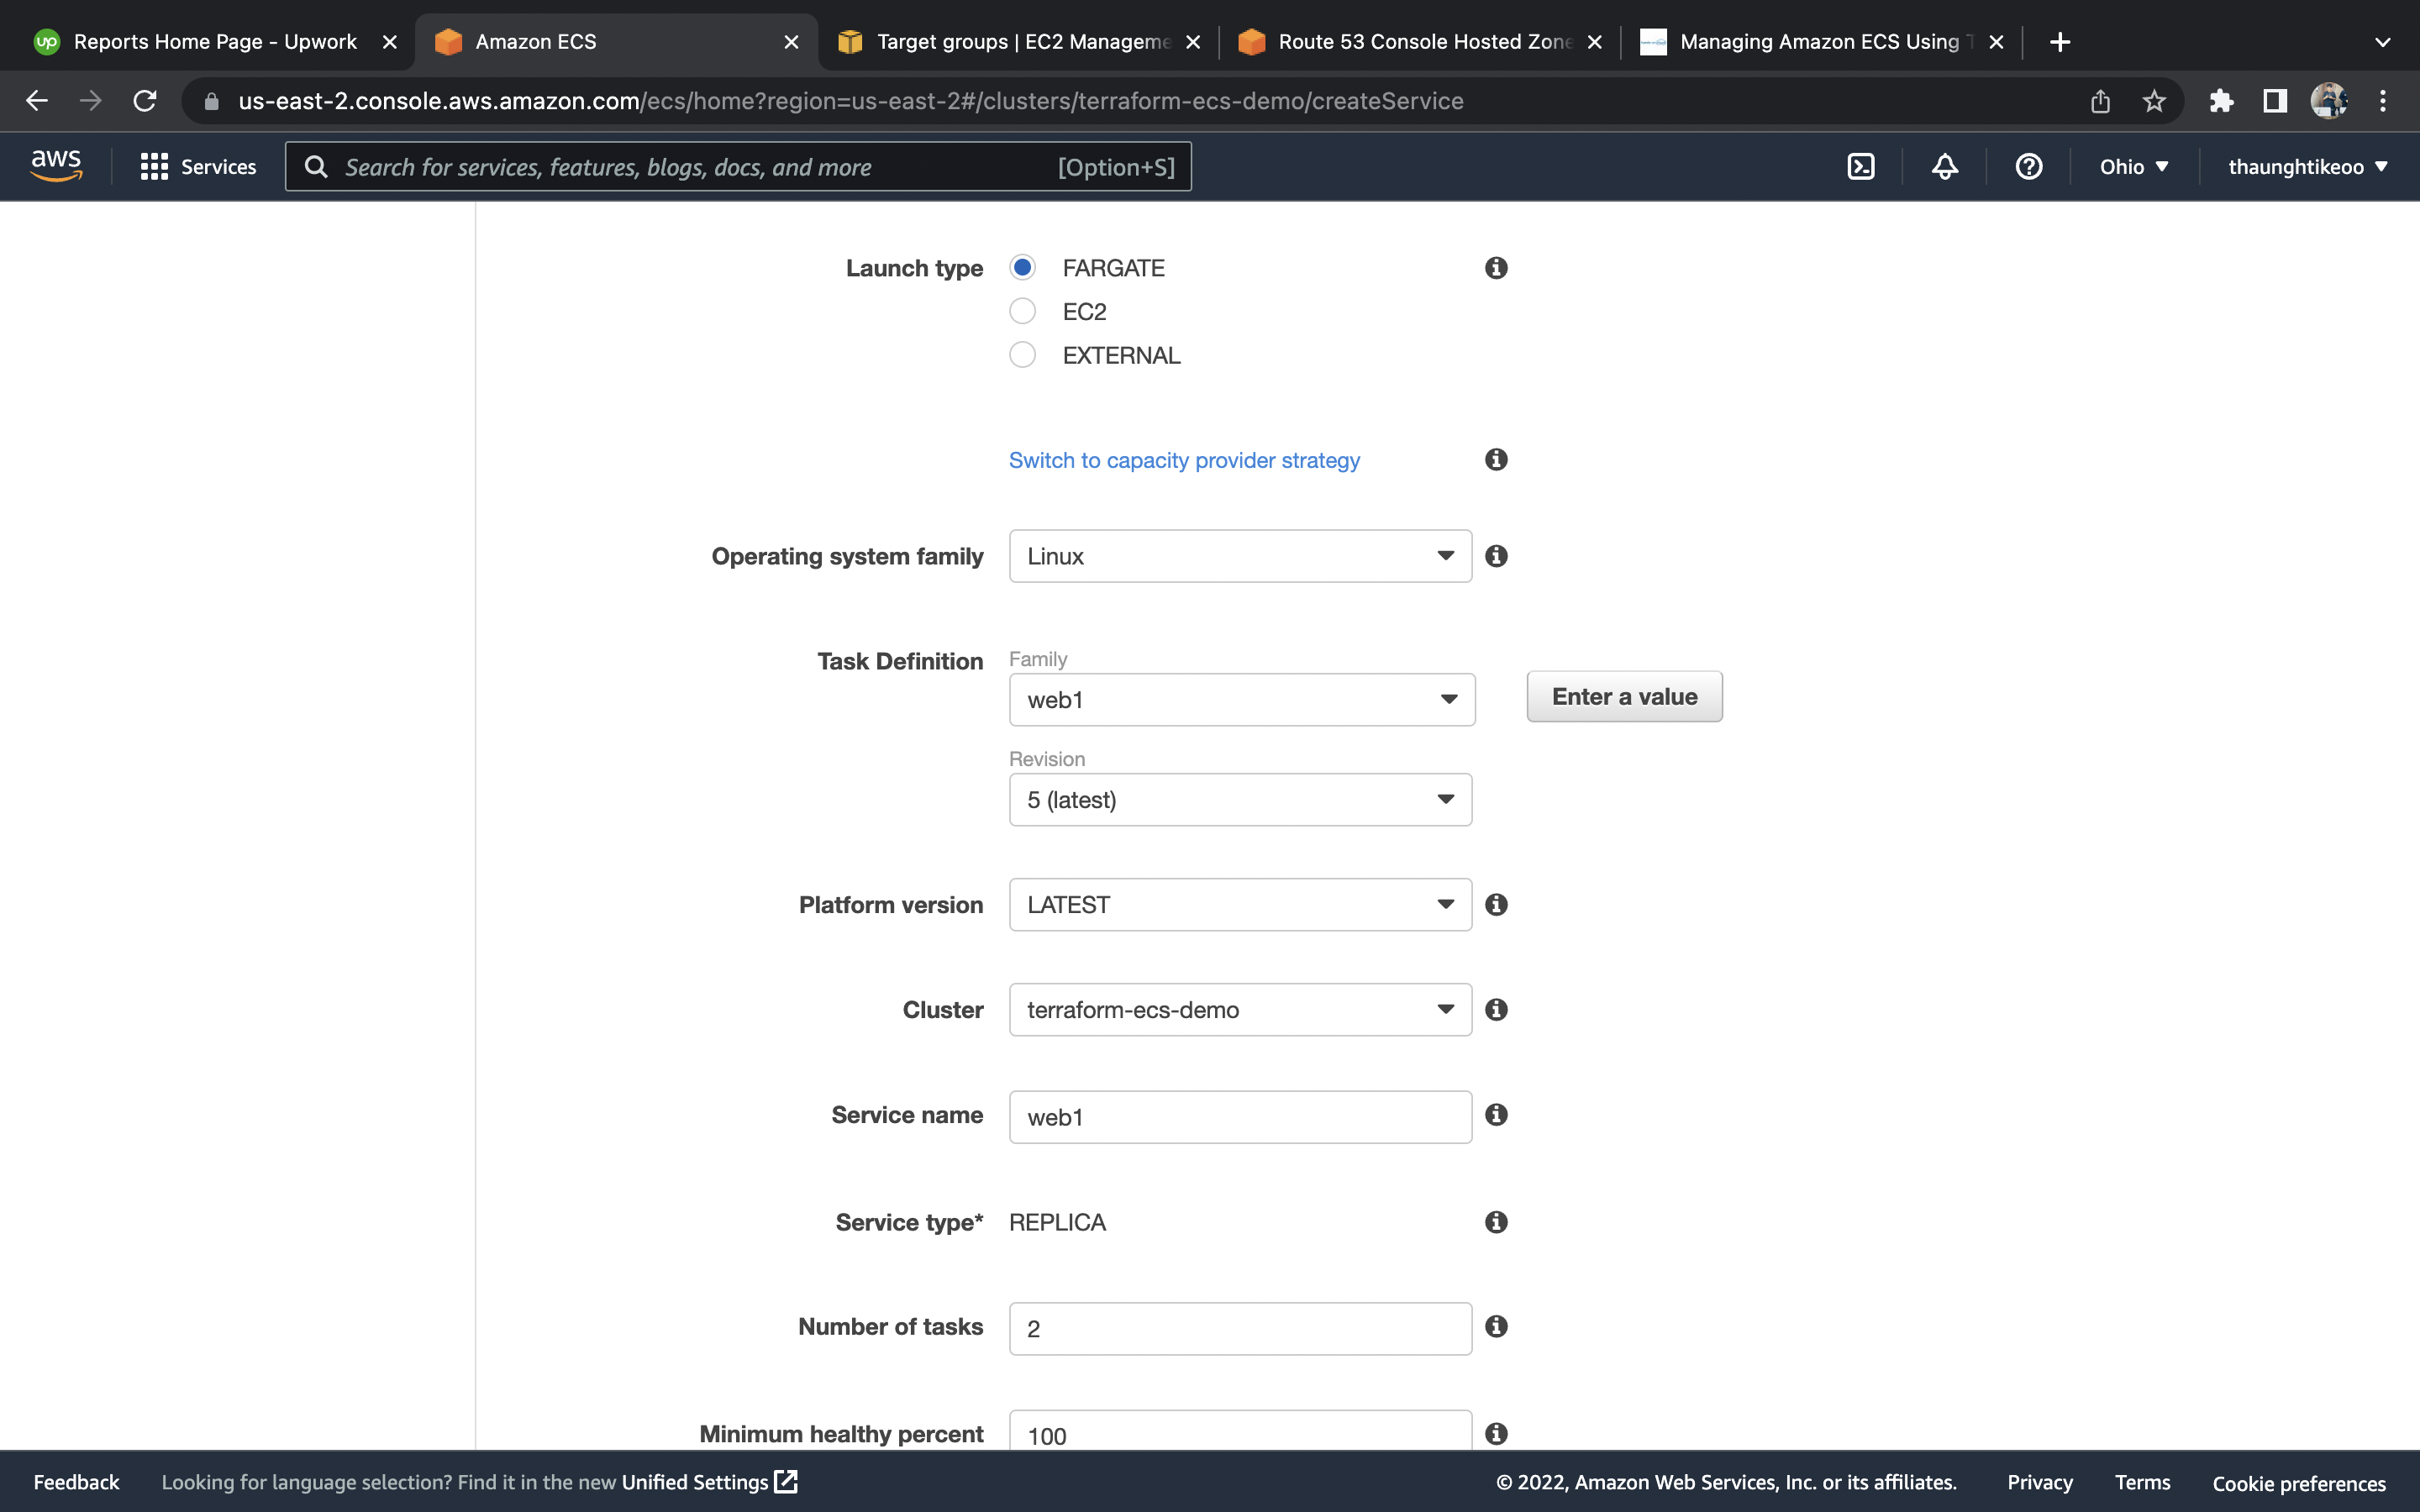 up Reports Home Page - Upwork
Amazon ECS
Target groups | EC2 Manageme
Route 53 Console Hosted Zone
Managing Amazon ECS Using T
us-east-2.console.aws.amazon.com/ecs/home?region=us-east-2#/clusters/terraform-ecs-demo/createService
aws Services Search for services, features, blogs, docs, and more [Option+S] Ohio thaunghtikeoo
Launch type FARGATE
EC2
EXTERNAL
Switch to capacity provider strategy
Operating system family Linux
Task Definition Family
web1 Enter a value
Revision
5 (latest)
Platform version LATEST
Cluster terraform-ecs-demo
Service name web1
Service type* REPLICA
Number of tasks 2
Minimum healthy percent 100
Feedback Looking for language selection? Find it in the new Unified Settings © 2022, Amazon Web Services, Inc. or its affiliates. Privacy Terms Cookie preferences